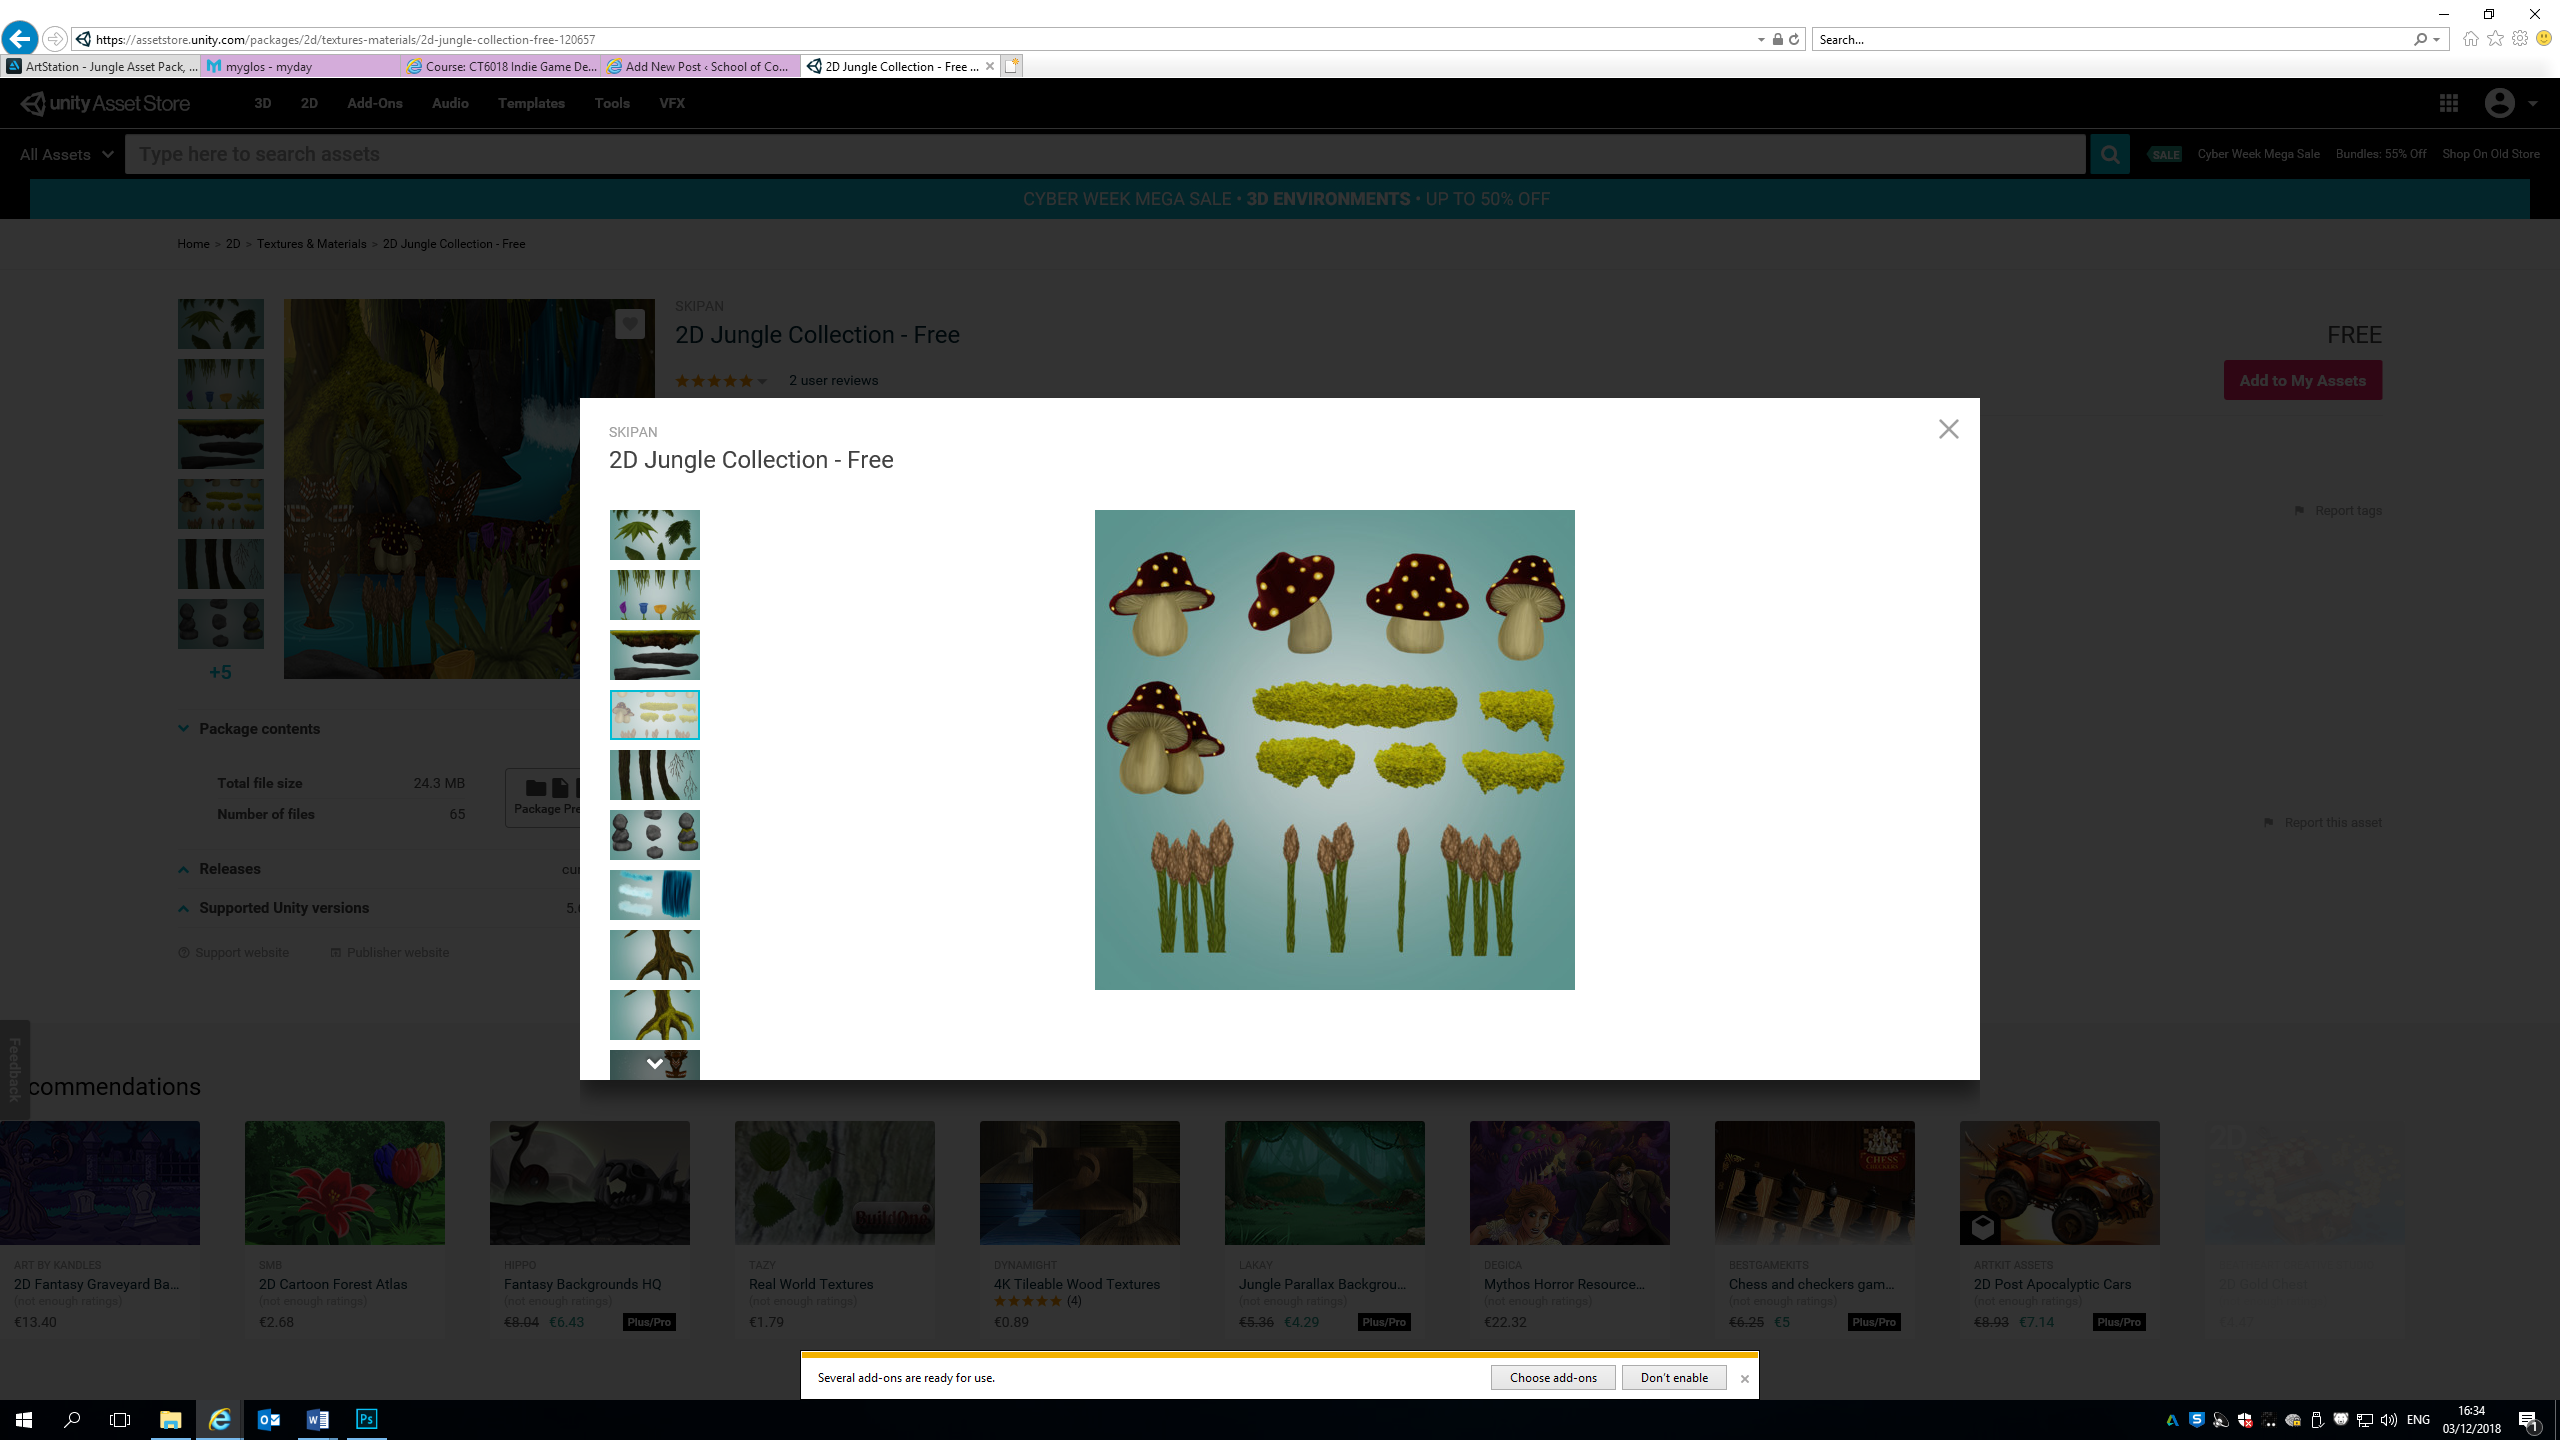 https://assetstore.unity.com/packages/2d/textures-materials/2d-jungle-collection-free-120657
Search...
ArtStation - Jungle Asset Pack, ...
myglos - myday
Course: CT6018 Indie Game De...
Add New Post ‹ School of Co...
2D Jungle Collection - Free ...
unity Asset Store
3D
2D
Add-Ons
Audio
Templates
Tools
VFX
All Assets
Type here to search assets
SALE
Cyber Week Mega Sale
Bundles: 55% Off
Shop On Old Store
CYBER WEEK MEGA SALE • 3D ENVIRONMENTS • UP TO 50% OFF
Home > 2D > Textures & Materials > 2D Jungle Collection - Free
SKIPAN
2D Jungle Collection - Free
FREE
2 user reviews
Add to My Assets
SKIPAN
2D Jungle Collection - Free
Report tags
+5
Package contents
Total file size 24.3 MB
Number of files 65
Package Pre
Report this asset
Releases cu
Supported Unity versions 5.
Support website
Publisher website
Feedback
commendations
CHESS
BuildOne
2D
ART BY KANDLES
2D Fantasy Graveyard Ba...
(not enough ratings)
€13.40
SMB
2D Cartoon Forest Atlas
(not enough ratings)
€2.68
HIPPO
Fantasy Backgrounds HQ
(not enough ratings)
€8.04 €6.43 Plus/Pro
TAZY
Real World Textures
(not enough ratings)
€1.79
DYNAMIGHT
4K Tileable Wood Textures
(4)
€0.89
LAKAY
Jungle Parallax Backgrou...
(not enough ratings)
€5.36 €4.29 Plus/Pro
DEGICA
Mythos Horror Resource...
(not enough ratings)
€22.32
BESTGAMEKITS
Chess and checkers gam...
(not enough ratings)
€6.25 €5 Plus/Pro
ARTKIT ASSETS
2D Post Apocalyptic Cars
(not enough ratings)
€8.93 €7.14 Plus/Pro
2D Gold Chest
Several add-ons are ready for use.
Choose add-ons
Don't enable
Ps
ENG
16:34
03/12/2018
1